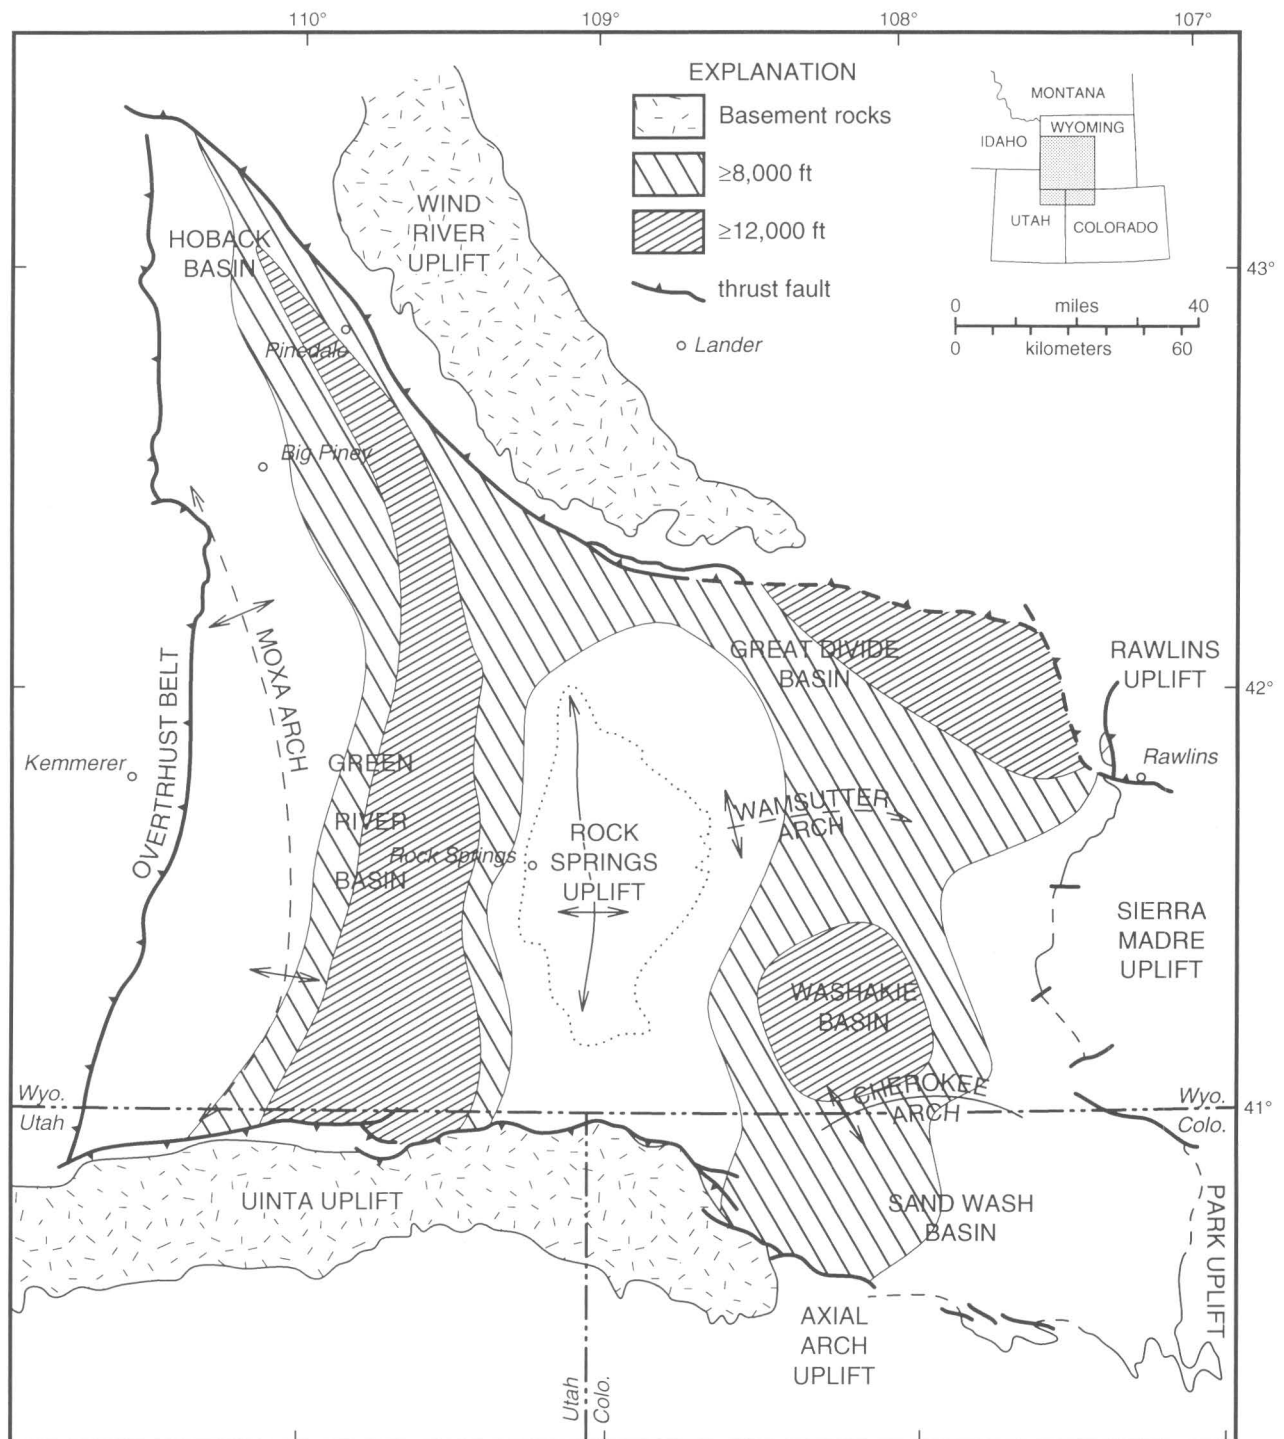 110°
109°
108°
107°
EXPLANATION
Basement rocks
≥8,000 ft
≥12,000 ft
thrust fault
Lander
MONTANA
WYOMING
IDAHO
UTAH
COLORADO
0 miles 40
0 kilometers 60
43°
WIND
RIVER
UPLIFT
HOBACK
BASIN
Pinedale
Big Piney
MOXA ARCH
OVERTRHUST BELT
Kemmerer
GREAT DIVIDE
BASIN
RAWLINS
UPLIFT
42°
Rawlins
GREEN
RIVER
BASIN
Rock Springs
ROCK
SPRINGS
UPLIFT
WAMSUTTER
ARCH
SIERRA
MADRE
UPLIFT
WASHAKIE
BASIN
CHEROKEE
ARCH
Wyo.
Utah
Wyo.
Colo.
41°
UINTA UPLIFT
SAND WASH
BASIN
PARK UPLIFT
AXIAL
ARCH
UPLIFT
Utah
Colo.